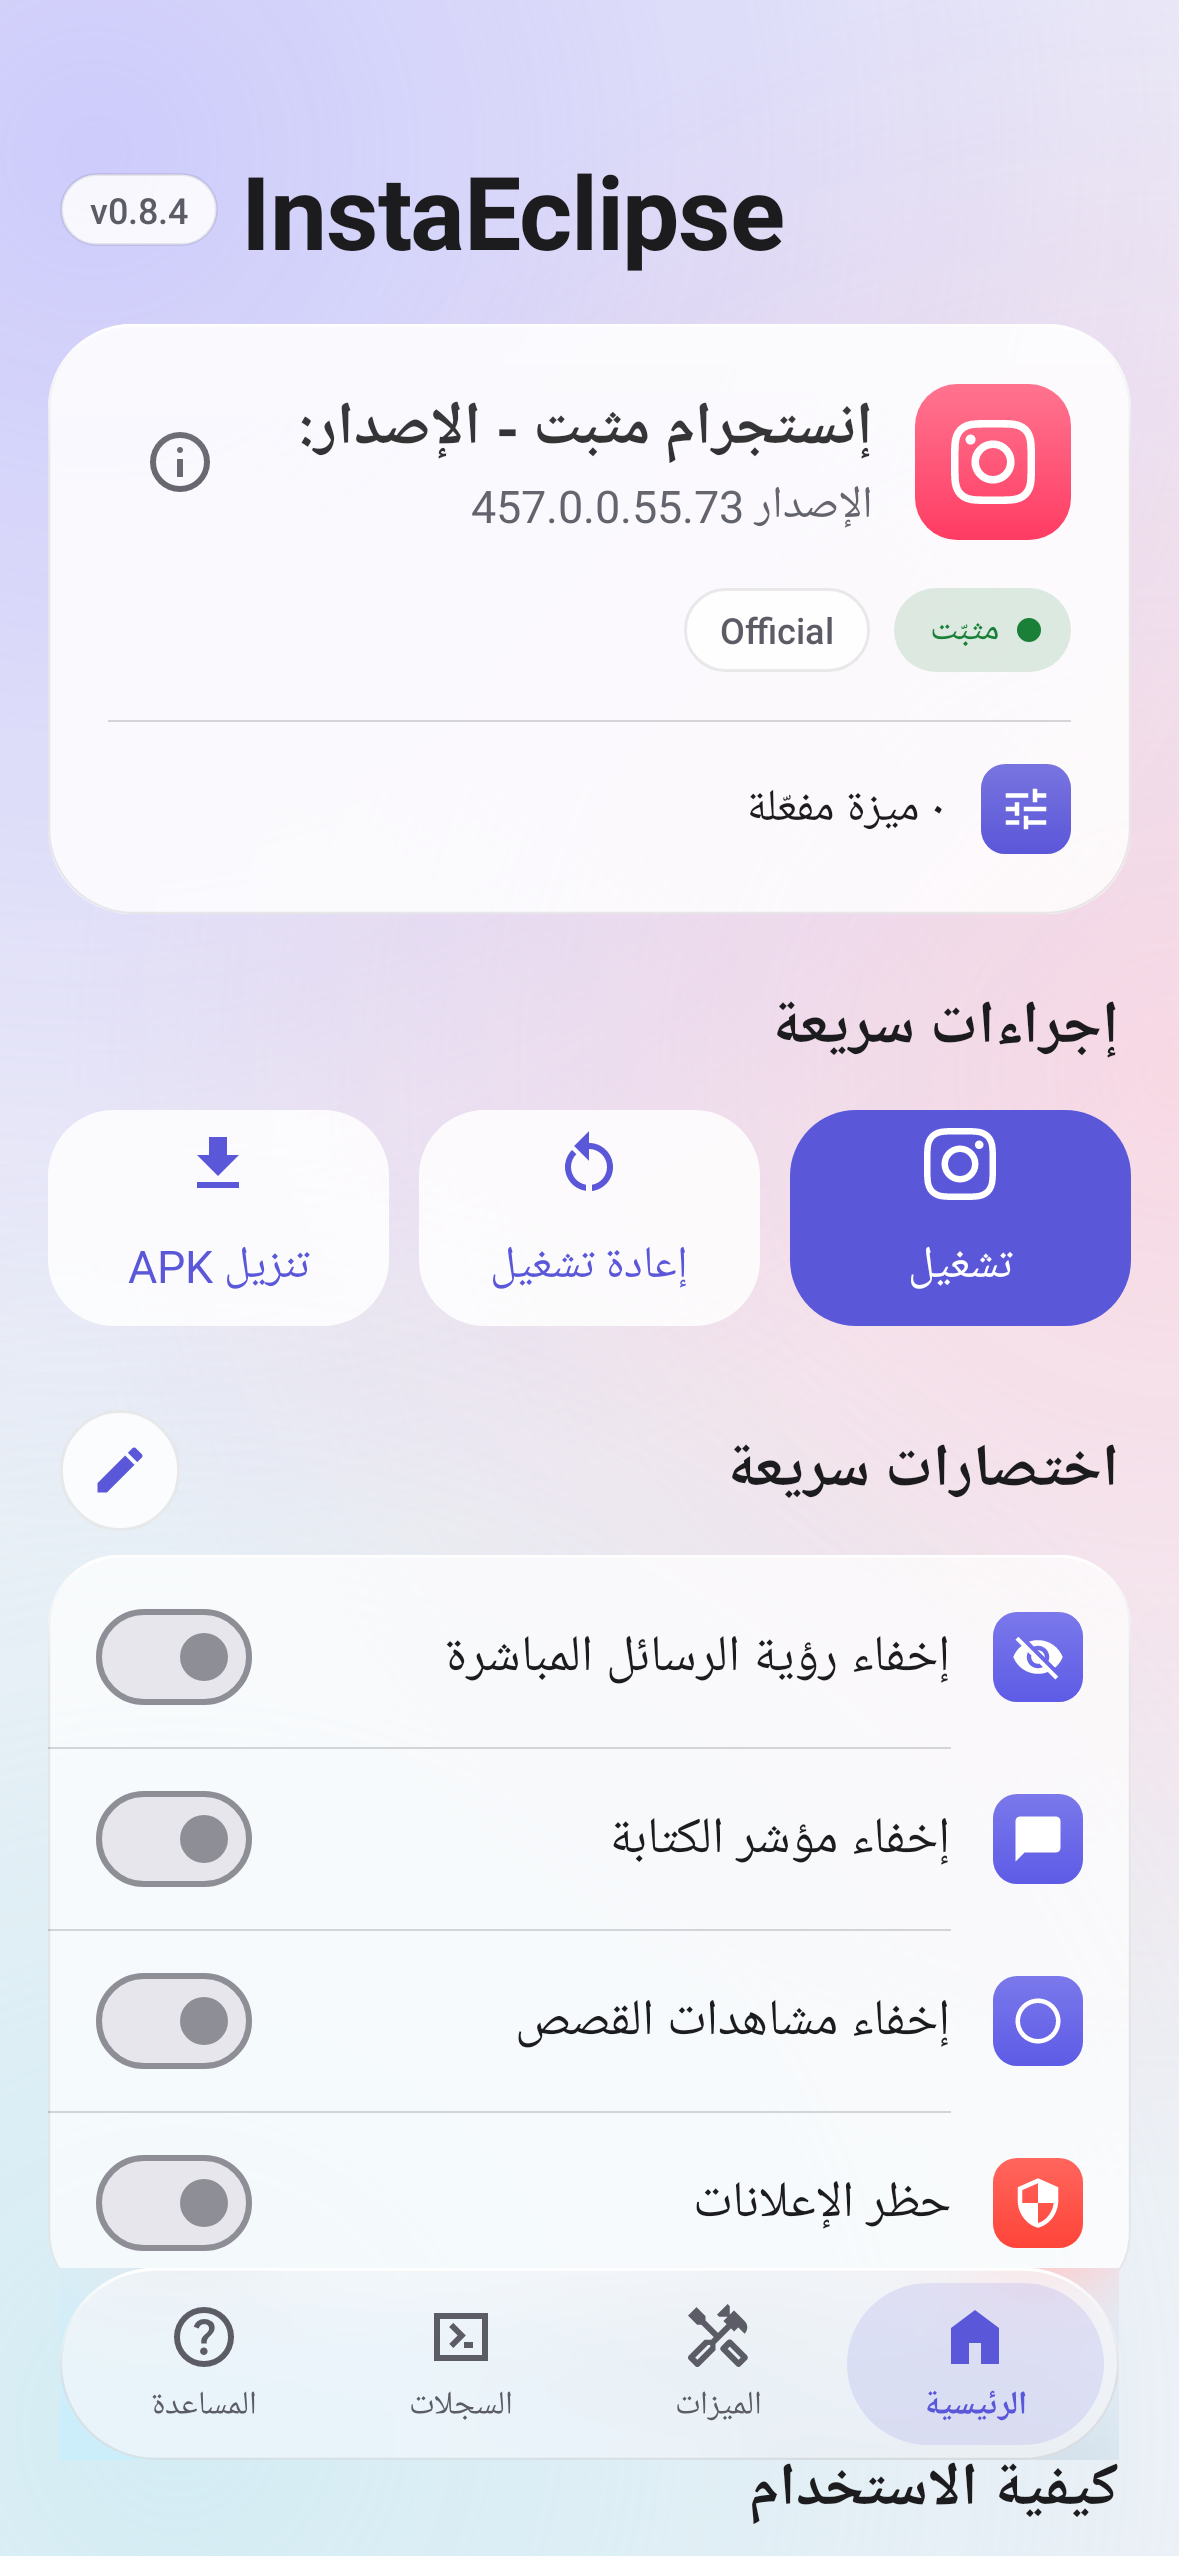 InstaEclipse v0.8.4
إنستجرام مثبت - الإصدار:
الإصدار 457.0.0.55.73
مثبّت
Official
٠ ميزة مفعّلة
إجراءات سريعة
تشغيل
إعادة تشغيل
تنزيل APK
اختصارات سريعة
إخفاء رؤية الرسائل المباشرة
إخفاء مؤشر الكتابة
إخفاء مشاهدات القصص
حظر الإعلانات
الرئيسية
الميزات
السجلات
المساعدة
كيفية الاستخدام